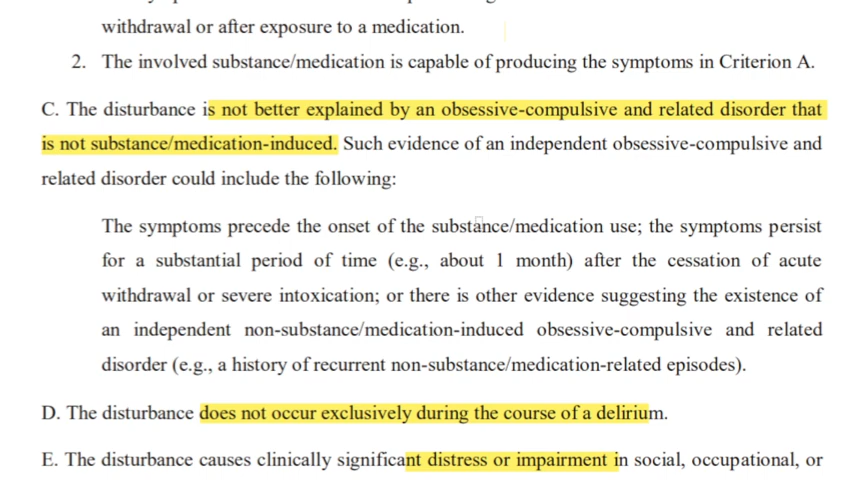 withdrawal or after exposure to a medication.
2. The involved substance/medication is capable of producing the symptoms in Criterion A.
C. The disturbance is not better explained by an obsessive-compulsive and related disorder that
is not substance/medication-induced. Such evidence of an independent obsessive-compulsive and
related disorder could include the following:
The symptoms precede the onset of the substance/medication use; the symptoms persist
for a substantial period of time (e.g., about 1 month) after the cessation of acute
withdrawal or severe intoxication; or there is other evidence suggesting the existence of
an independent non-substance/medication-induced obsessive-compulsive and related
disorder (e.g., a history of recurrent non-substance/medication-related episodes).
D. The disturbance does not occur exclusively during the course of a delirium.
E. The disturbance causes clinically significant distress or impairment in social, occupational, or